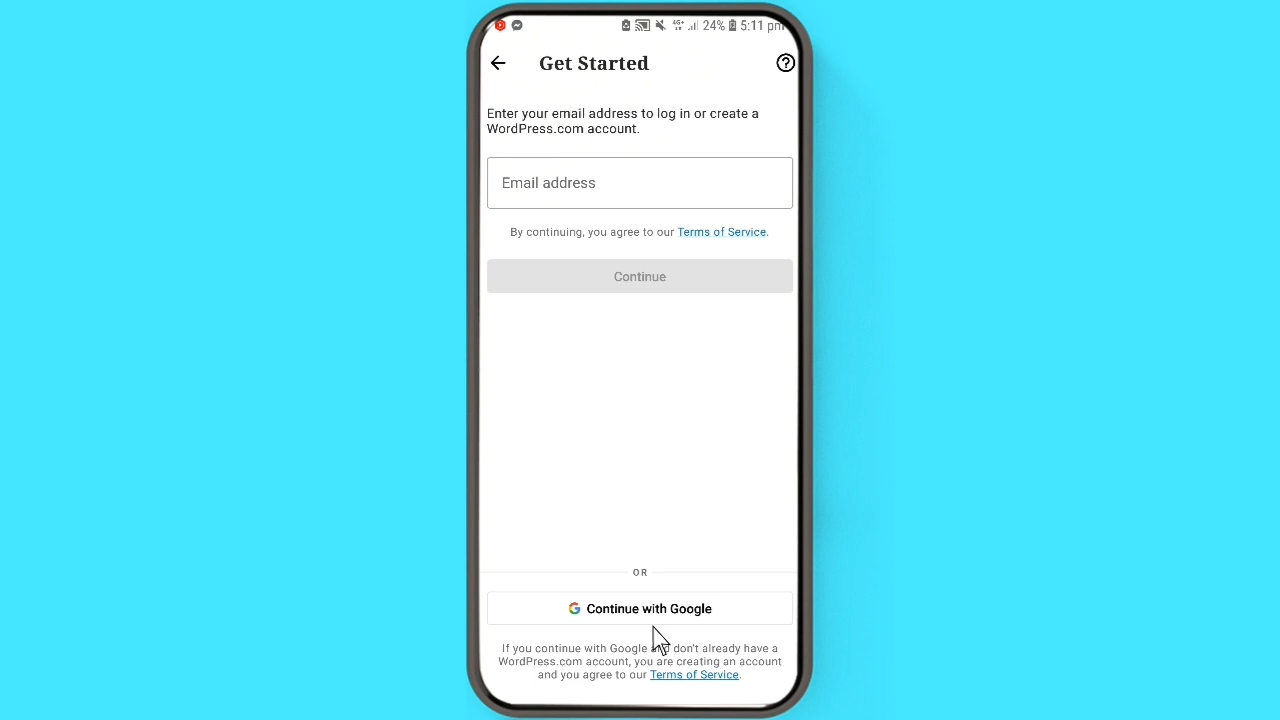 24% 5:11 pm
Get Started
Enter your email address to log in or create a
WordPress.com account.
Email address
By continuing, you agree to our Terms of Service.
Continue
OR
Continue with Google
If you continue with Google and don't already have a
WordPress.com account, you are creating an account
and you agree to our Terms of Service.